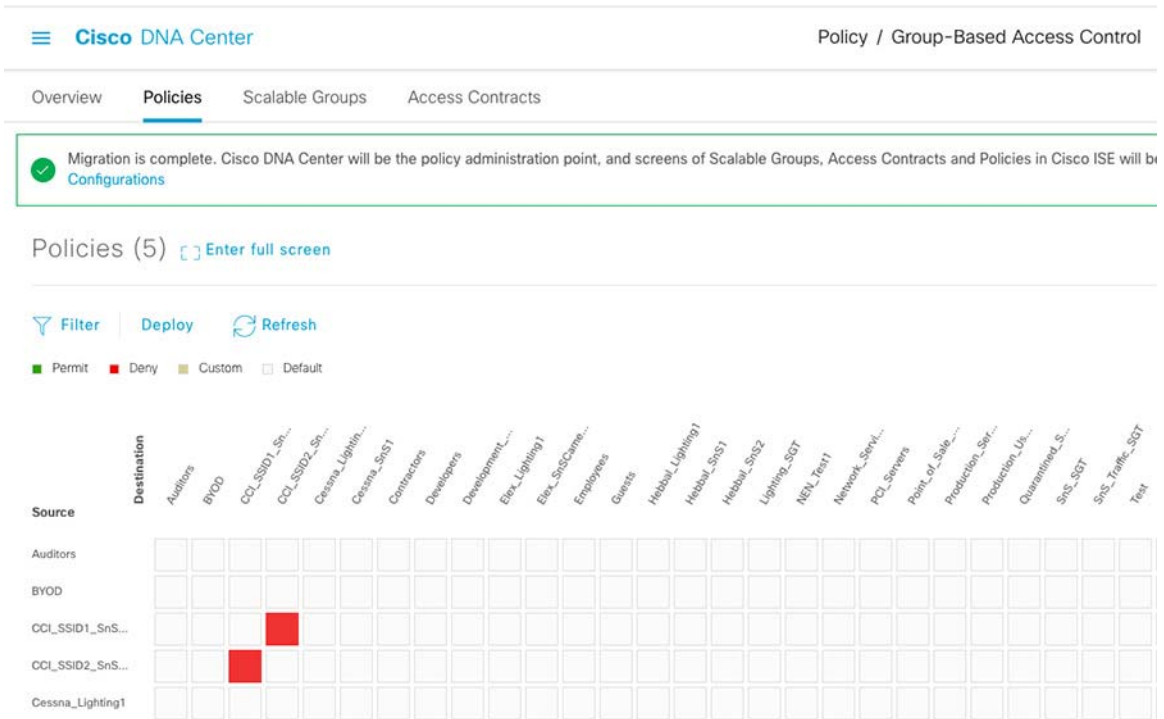 Cisco DNA Center
Policy / Group-Based Access Control
Overview Policies Scalable Groups Access Contracts
Migration is complete. Cisco DNA Center will be the policy administration point, and screens of Scalable Groups, Access Contracts and Policies in Cisco ISE will be
Configurations
Policies (5) Enter full screen
Filter Deploy Refresh
Permit Deny Custom Default
Destination
Auditors
BYOD
CCI_SSID1_Sn...
CCI_SSID2_Sn...
Cessna_Lightin...
Cessna_SnS1
Contractors
Developers
Development_...
Elex_Lighting1
Elex_SnSCame...
Employees
Guests
Hebbal_Lighting1
Hebbal_SnS1
Hebbal_SnS2
Lighting_SGT
NEN_Test1
Network_Servi...
PCI_Servers
Point_of_Sale_...
Production_Ser...
Production_Us...
Quarantined_S...
SnS_SGT
SnS_Traffic_SGT
Test
Source
Auditors
BYOD
CCI_SSID1_SnS...
CCI_SSID2_SnS...
Cessna_Lighting1